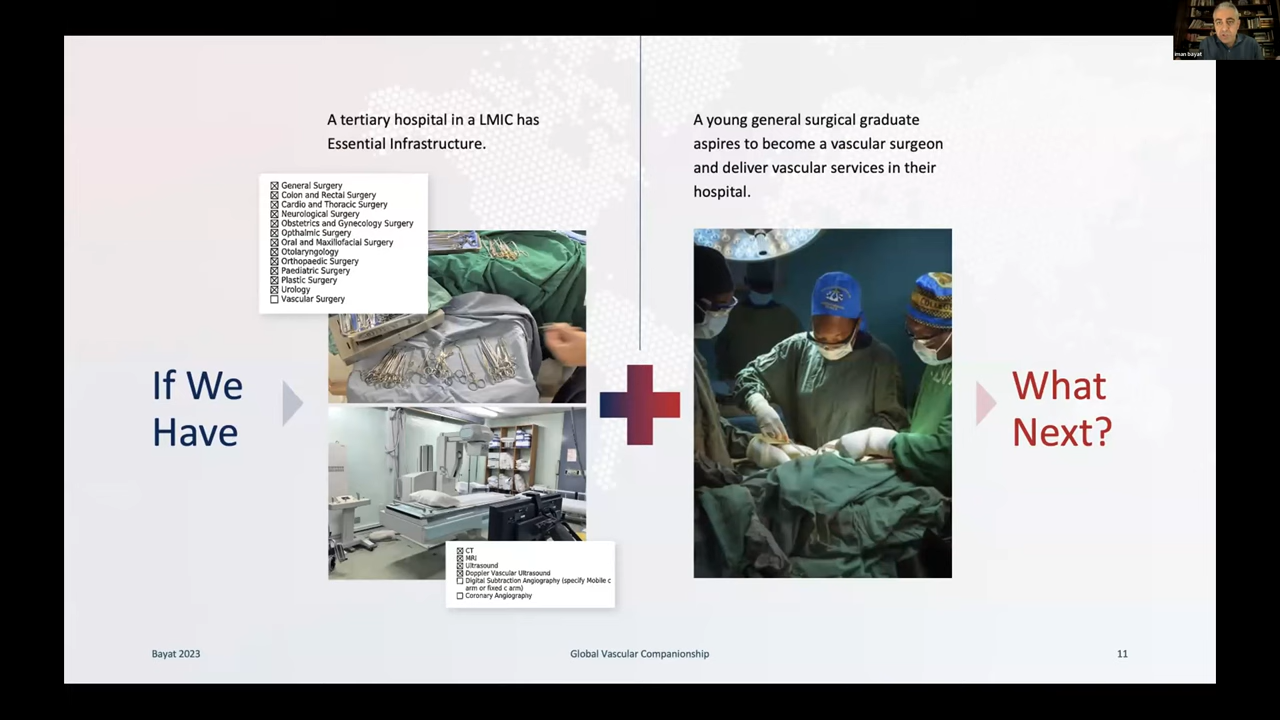 iman bayat
A tertiary hospital in a LMIC has
Essential Infrastructure.
A young general surgical graduate
aspires to become a vascular surgeon
and deliver vascular services in their
hospital.
☒ General Surgery
☒ Colon and Rectal Surgery
☒ Cardio and Thoracic Surgery
☒ Neurological Surgery
☒ Obstetrics and Gynecology Surgery
☒ Opthalmic Surgery
☒ Oral and Maxillofacial Surgery
☒ Otolaryngology
☒ Orthopaedic Surgery
☒ Paediatric Surgery
☒ Plastic Surgery
☒ Urology
☐ Vascular Surgery
If We
Have
What
Next?
☒ CT
☒ MRI
☒ Ultrasound
☒ Doppler Vascular Ultrasound
☐ Digital Subtraction Angiography (specify Mobile c
arm or fixed c arm)
☐ Coronary Angiography
Bayat 2023
Global Vascular Companionship
11